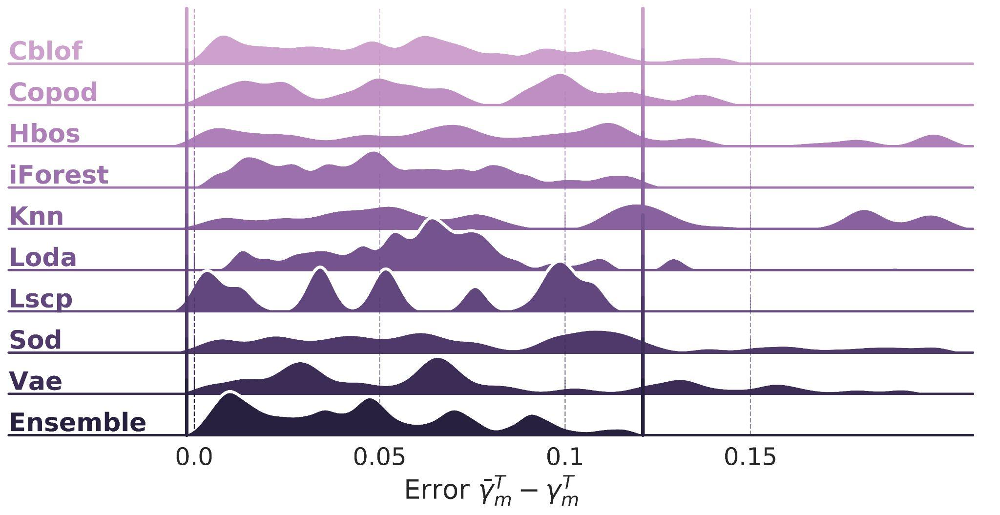 Cblof
Copod
Hbos
iForest
Knn
Loda
Lscp
Sod
Vae
Ensemble
0.0 0.05 0.1 0.15
Error γ̄ᵀₘ − γᵀₘ